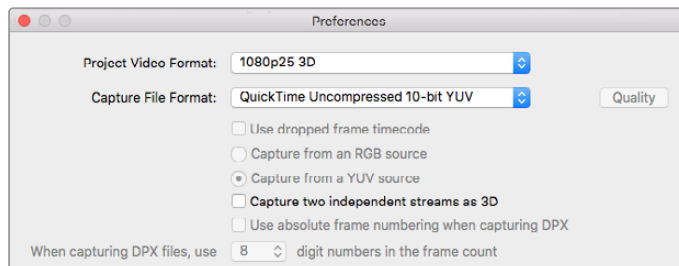 Preferences
Project Video Format: 1080p25 3D
Capture File Format: QuickTime Uncompressed 10-bit YUV Quality
Use dropped frame timecode
Capture from an RGB source
Capture from a YUV source
Capture two independent streams as 3D
Use absolute frame numbering when capturing DPX
When capturing DPX files, use 8 digit numbers in the frame count